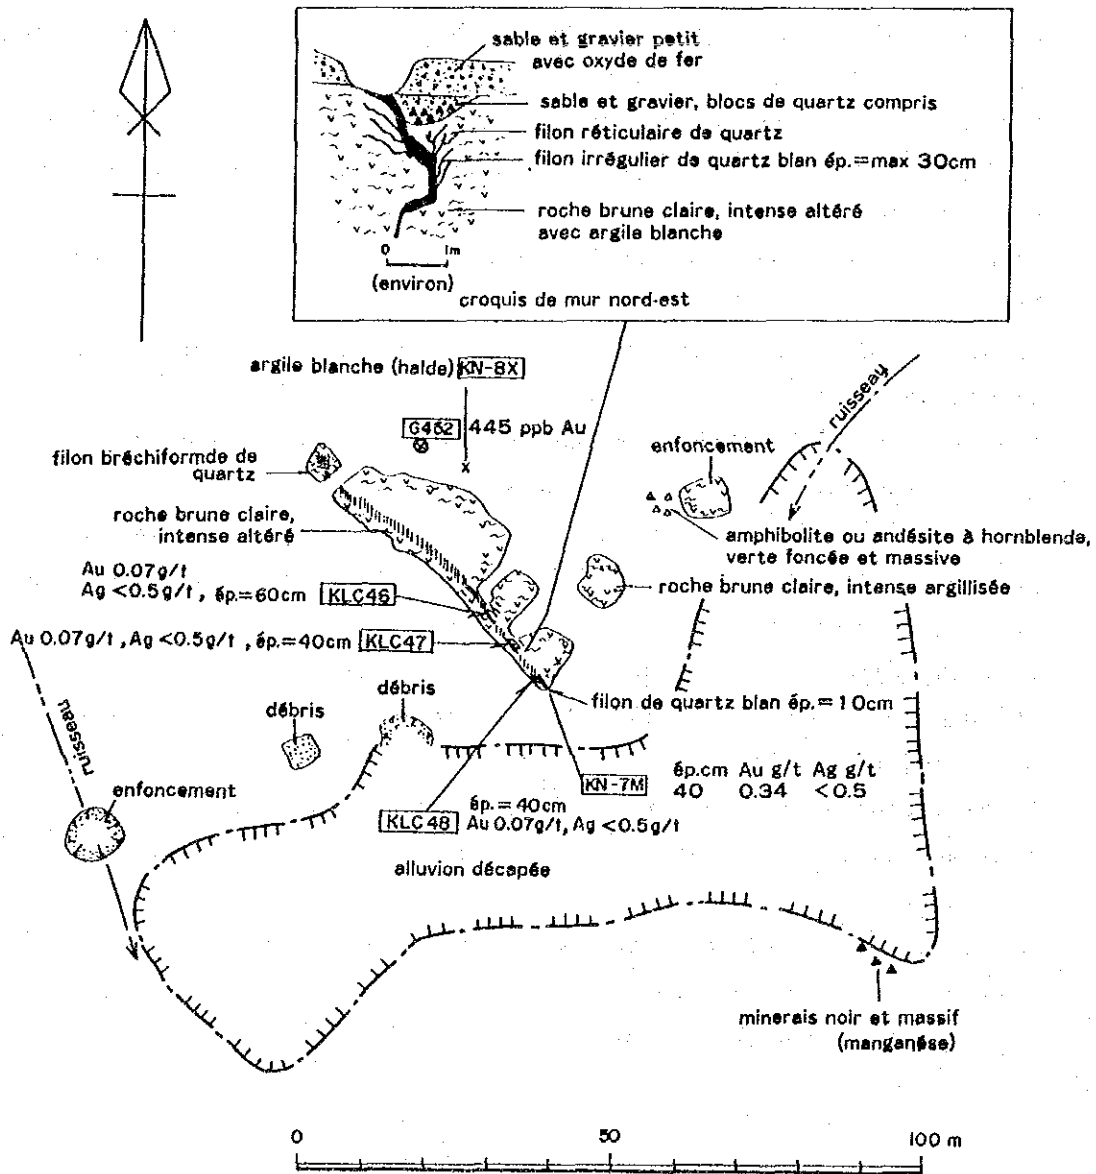 sable et gravier petit
avec oxyde de fer
sable et gravier, blocs de quartz compris
filon réticulaire de quartz
filon irrégulier de quartz blan ép.=max 30cm
roche brune claire, intense altéré
avec argile blanche
0 1m
(environ)
croquis de mur nord-est
argile blanche (halde) KN-8X
G462 445 ppb Au
ruisseau
enfoncement
filon bréchiformde de
quartz
roche brune claire,
intense altéré
amphibolite ou andésite à hornblende,
verte foncée et massive
Au 0.07g/t
Ag <0.5g/t, ép.=60cm KLC46
roche brune claire, intense argillisée
Au 0.07g/t, Ag <0.5g/t, ép.=40cm KLC47
filon de quartz blan ép.=10cm
débris
débris
ruisseau
KN-7M
ép.cm Au g/t Ag g/t
40 0.34 <0.5
enfoncement
ép.=40cm
KLC48 Au 0.07g/t, Ag <0.5g/t
alluvion décapée
minerais noir et massif
(manganése)
0 50 100 m